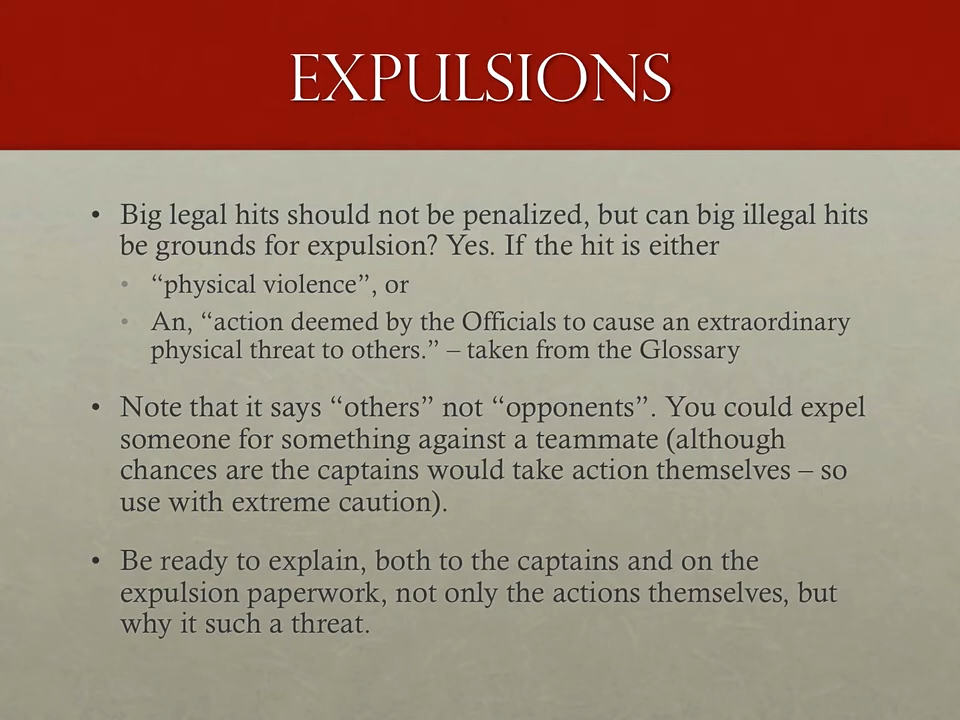 EXPULSIONS
• Big legal hits should not be penalized, but can big illegal hits
be grounds for expulsion? Yes. If the hit is either
• “physical violence”, or
• An, “action deemed by the Officials to cause an extraordinary
physical threat to others.” – taken from the Glossary
• Note that it says “others” not “opponents”. You could expel
someone for something against a teammate (although
chances are the captains would take action themselves – so
use with extreme caution).
• Be ready to explain, both to the captains and on the
expulsion paperwork, not only the actions themselves, but
why it such a threat.